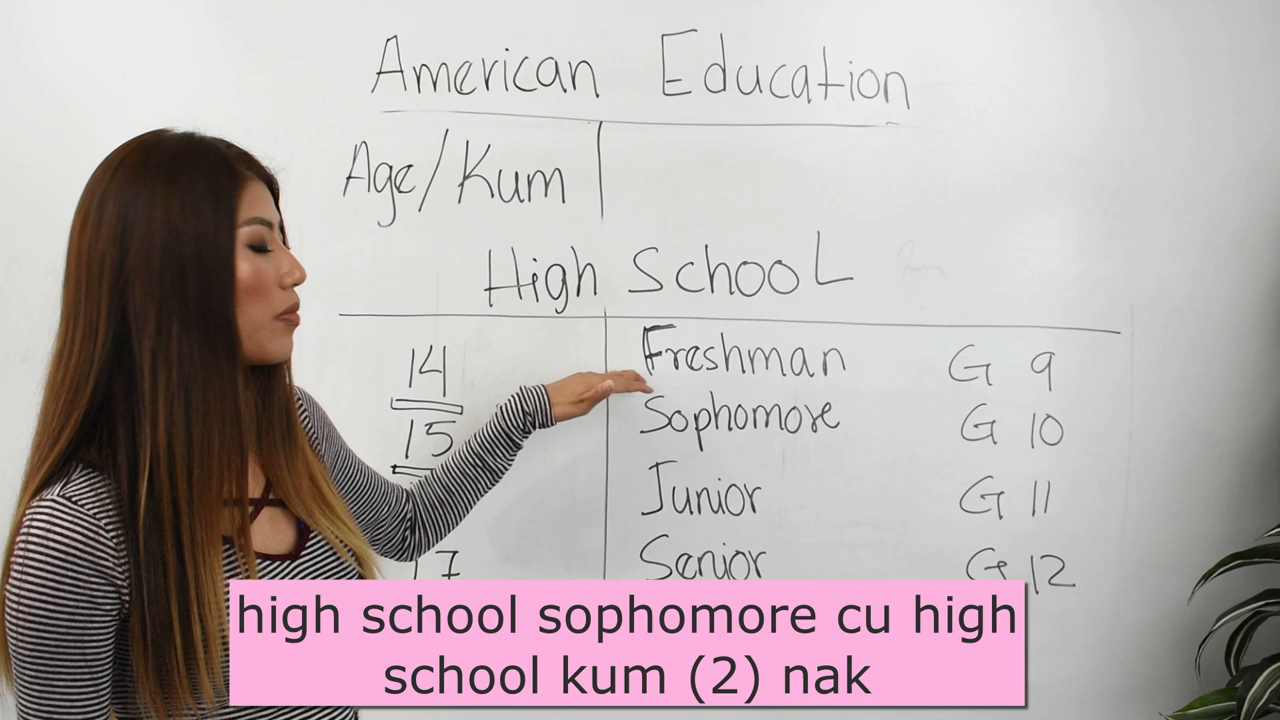 American Education
Age/Kum
High School
14 Freshman G 9
15 Sophomore G 10
Junior G 11
17 Senior G 12
high school sophomore cu high
school kum (2) nak